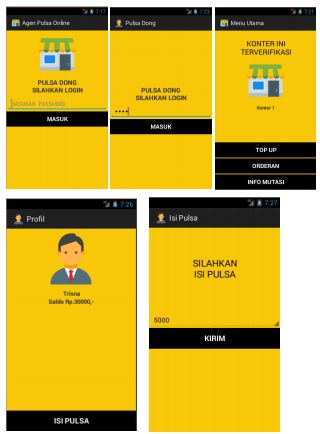 7:17
Agen Pulsa Online
PULSA DONG
SILAHKAN LOGIN
MASUKAN PASSWORD
MASUK
7:23
Pulsa Dong
PULSA DONG
SILAHKAN LOGIN
••••
MASUK
7:21
Menu Utama
KONTER INI
TERVERIFIKASI
Konter 1
TOP UP
ORDERAN
INFO MUTASI
7:26
Profil
Trisna
Saldo Rp.30000,-
ISI PULSA
7:27
Isi Pulsa
SILAHKAN
ISI PULSA
5000
KIRIM